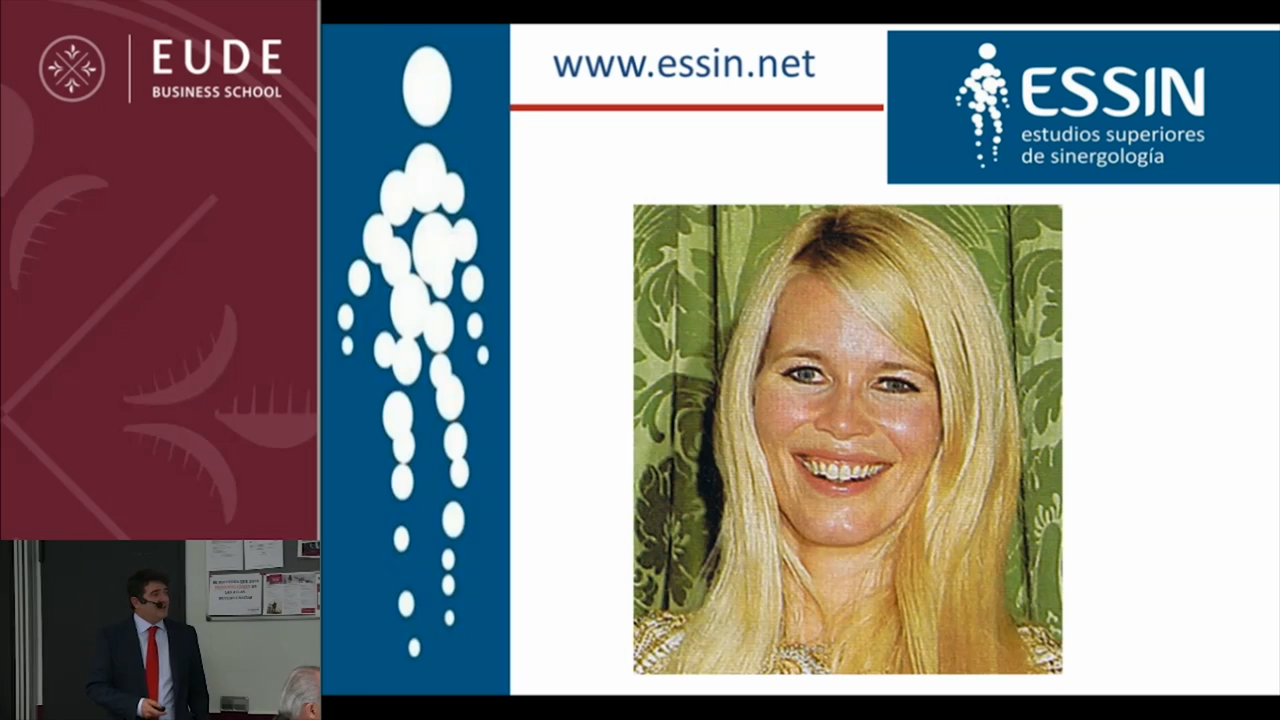 EUDE
BUSINESS SCHOOL
www.essin.net
ESSIN
estudios superiores
de sinergología